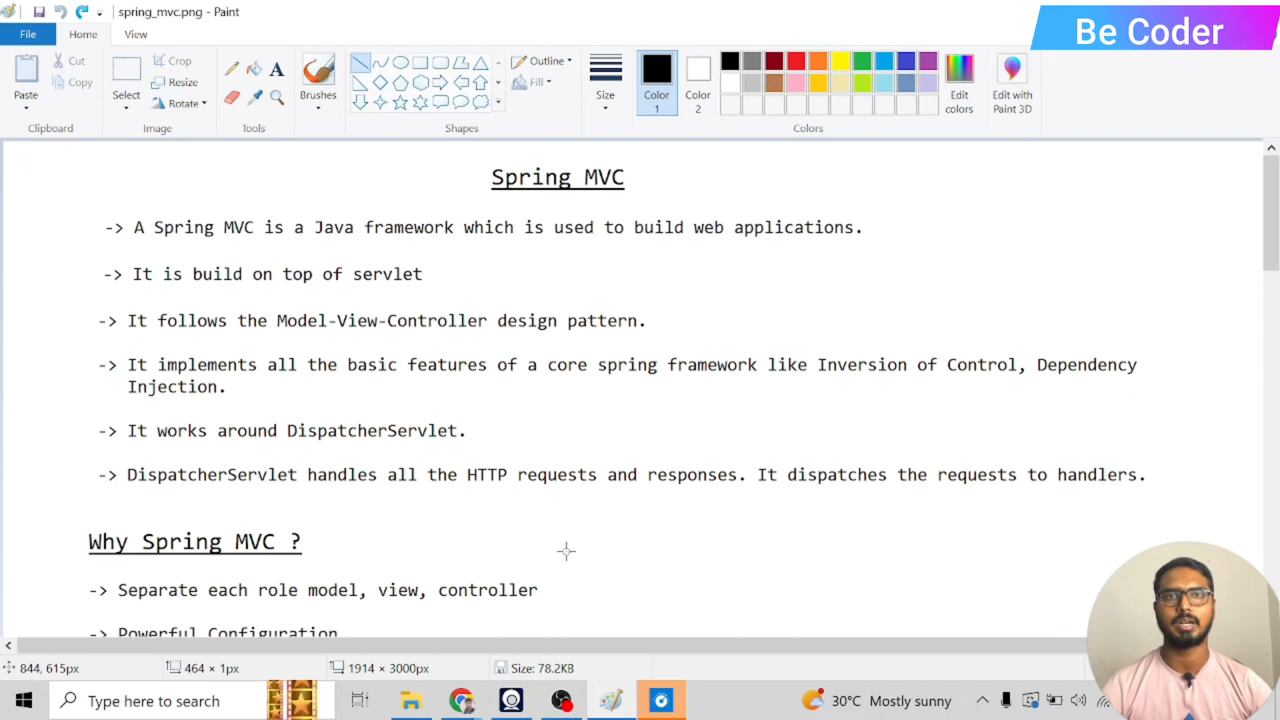 spring_mvc.png - Paint
Be Coder
File Home View
Paste
Cut
Copy
Clipboard
Select
Crop
Resize
Rotate
Image
Tools
Brushes
Outline
Fill
Shapes
Size
Color 1
Color 2
Edit colors
Colors
Edit with Paint 3D
Spring MVC
-> A Spring MVC is a Java framework which is used to build web applications.
-> It is build on top of servlet
-> It follows the Model-View-Controller design pattern.
-> It implements all the basic features of a core spring framework like Inversion of Control, Dependency
Injection.
-> It works around DispatcherServlet.
-> DispatcherServlet handles all the HTTP requests and responses. It dispatches the requests to handlers.
Why Spring MVC ?
-> Separate each role model, view, controller
-> Powerful Configuration
844, 615px 464 × 1px 1914 × 3000px Size: 78.2KB
Type here to search 30°C Mostly sunny